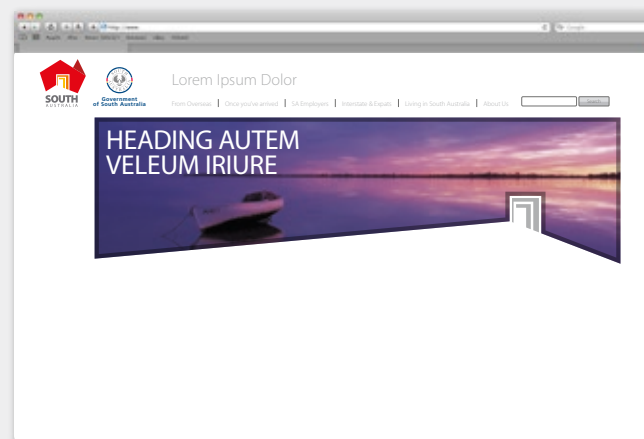 Google
SOUTH
AUSTRALIA
Government
of South Australia
Lorem Ipsum Dolor
From Overseas | Once you've arrived | SA Employers | Interstate & Expats | Living in South Australia | About Us
Search
HEADING AUTEM
VELEUM IRIURE